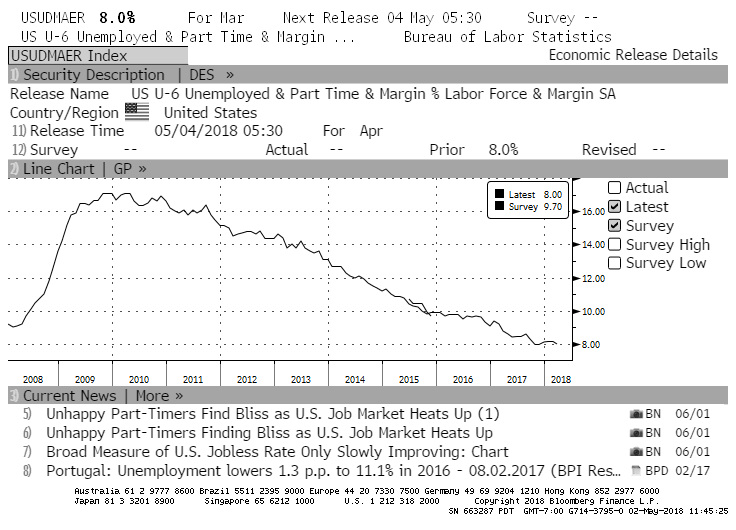 USUDMAER 8.0% For Mar Next Release 04 May 05:30 Survey --
US U-6 Unemployed & Part Time & Margin ... Bureau of Labor Statistics
USUDMAER Index Economic Release Details
1) Security Description | DES »
Release Name US U-6 Unemployed & Part Time & Margin % Labor Force & Margin SA
Country/Region United States
11) Release Time 05/04/2018 05:30 For Apr
12) Survey -- Actual -- Prior 8.0% Revised --
2) Line Chart | GP »
Latest 8.00
Survey 9.70
Actual
Latest
Survey
Survey High
Survey Low
16.00
14.00
12.00
10.00
8.00
2008 2009 2010 2011 2012 2013 2014 2015 2016 2017 2018
3) Current News | More »
5) Unhappy Part-Timers Find Bliss as U.S. Job Market Heats Up (1) BN 06/01
6) Unhappy Part-Timers Finding Bliss as U.S. Job Market Heats Up BN 06/01
7) Broad Measure of U.S. Jobless Rate Only Slowly Improving: Chart BN 06/01
8) Portugal: Unemployment lowers 1.3 p.p. to 11.1% in 2016 - 08.02.2017 (BPI Res... BPD 02/17
Australia 61 2 9777 8600 Brazil 5511 2395 9000 Europe 44 20 7330 7500 Germany 49 69 9204 1210 Hong Kong 852 2977 6000
Japan 81 3 3201 8900 Singapore 65 6212 1000 U.S. 1 212 318 2000 Copyright 2018 Bloomberg Finance L.P.
SN 663287 PDT GMT-7:00 G714-3795-0 02-May-2018 11:45:25